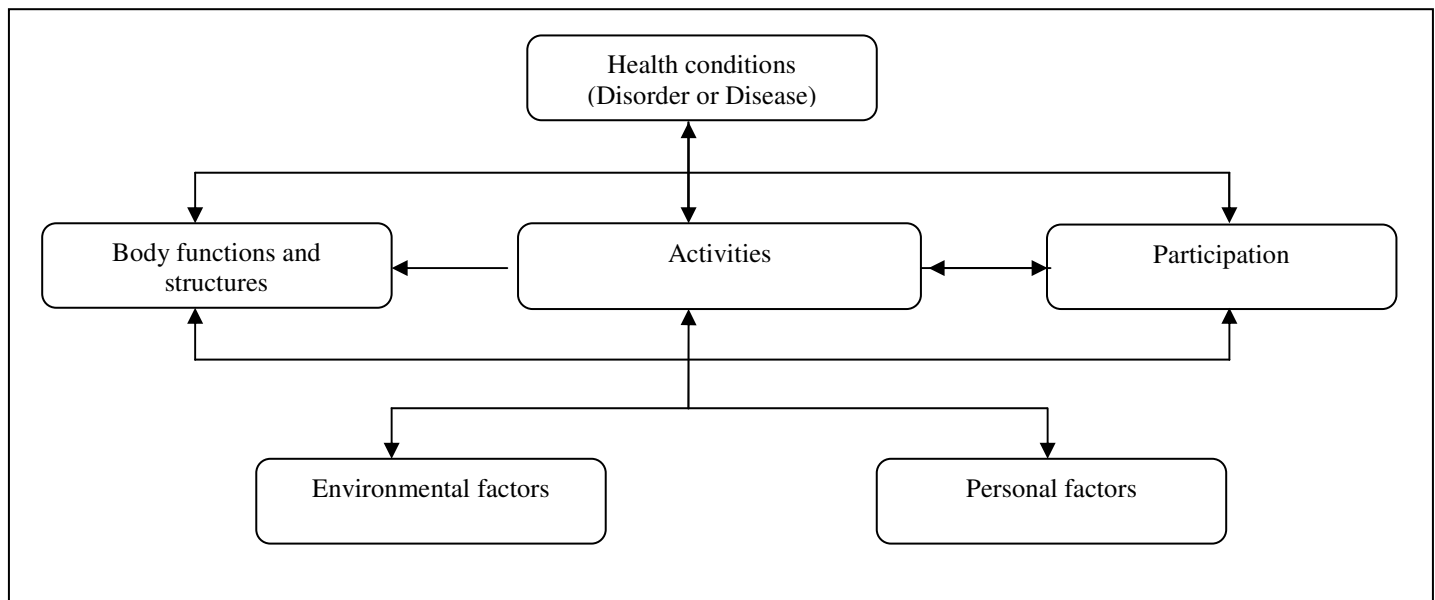 Health conditions
(Disorder or Disease)
Body functions and
structures
Activities
Participation
Environmental factors
Personal factors